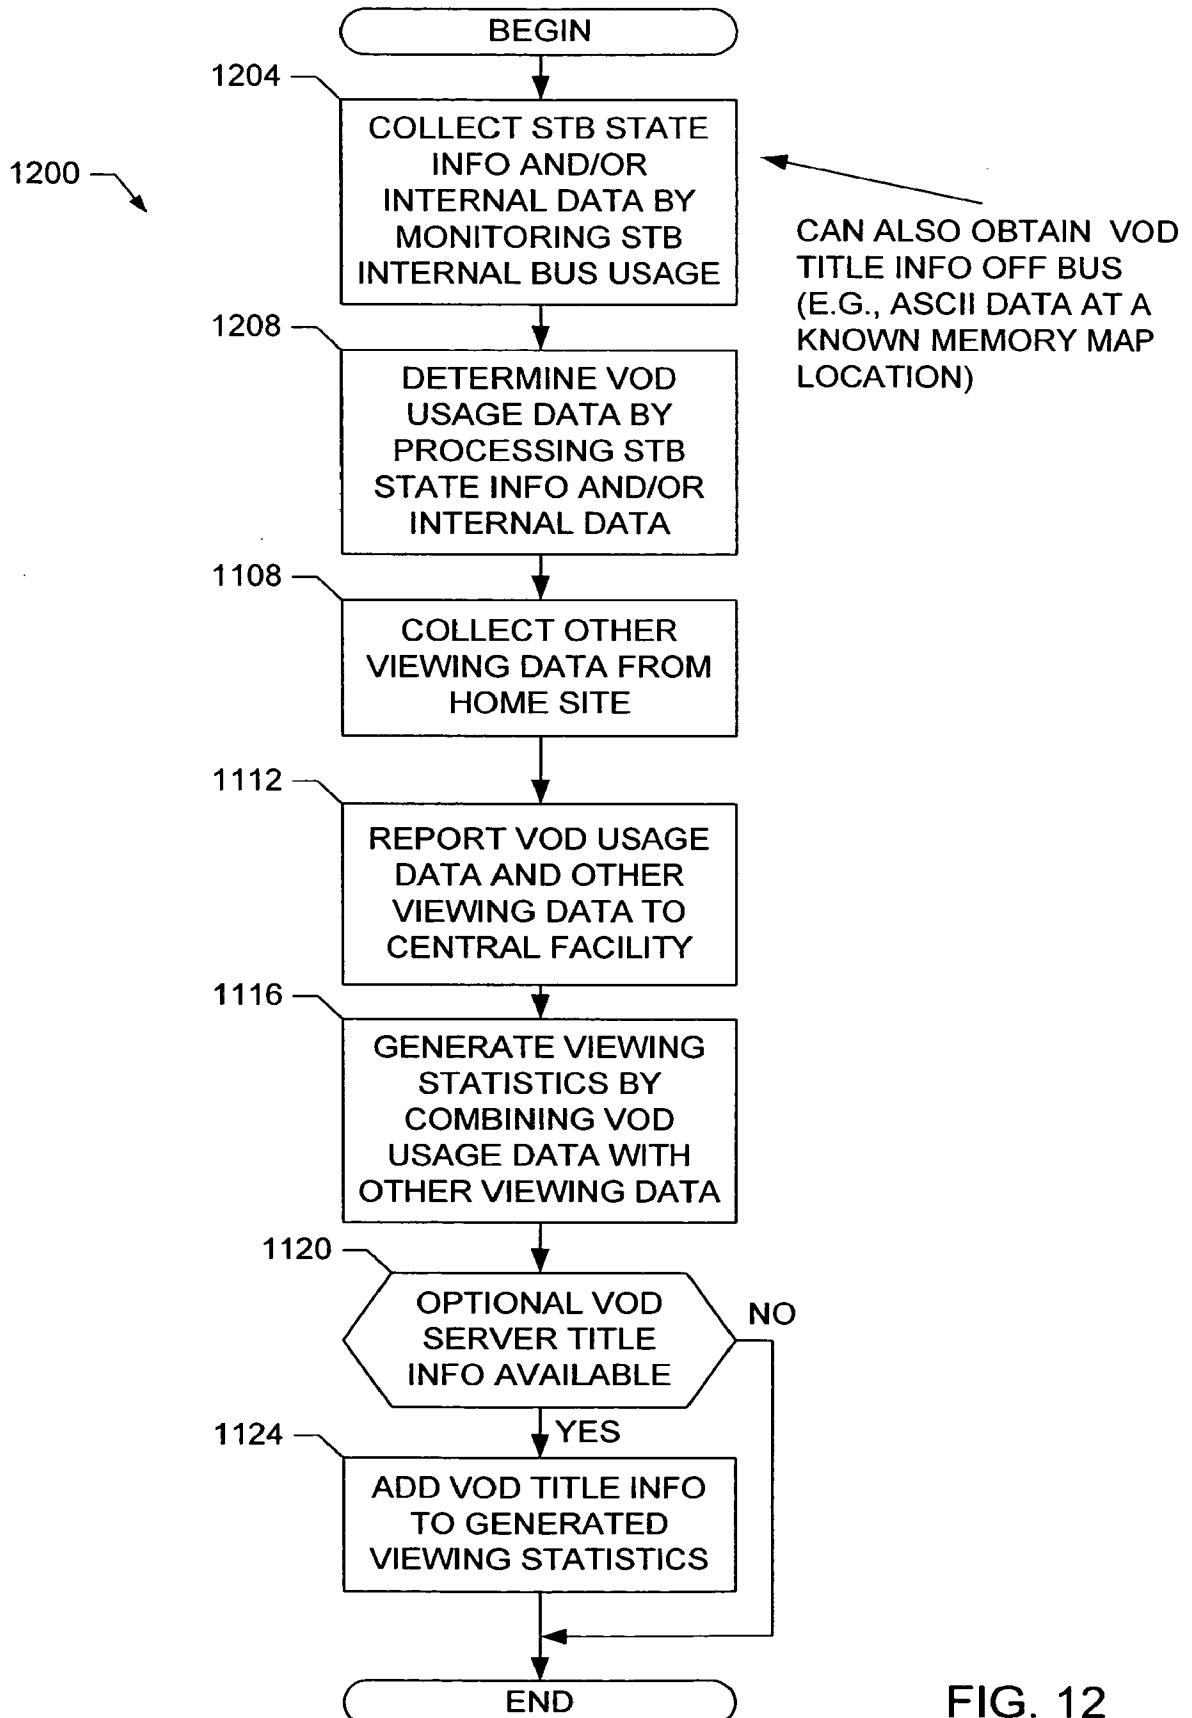 BEGIN
1204
COLLECT STB STATE
INFO AND/OR
INTERNAL DATA BY
MONITORING STB
INTERNAL BUS USAGE
1200
CAN ALSO OBTAIN VOD
TITLE INFO OFF BUS
(E.G., ASCII DATA AT A
KNOWN MEMORY MAP
LOCATION)
1208
DETERMINE VOD
USAGE DATA BY
PROCESSING STB
STATE INFO AND/OR
INTERNAL DATA
1108
COLLECT OTHER
VIEWING DATA FROM
HOME SITE
1112
REPORT VOD USAGE
DATA AND OTHER
VIEWING DATA TO
CENTRAL FACILITY
1116
GENERATE VIEWING
STATISTICS BY
COMBINING VOD
USAGE DATA WITH
OTHER VIEWING DATA
1120
OPTIONAL VOD
SERVER TITLE
INFO AVAILABLE
NO
YES
1124
ADD VOD TITLE INFO
TO GENERATED
VIEWING STATISTICS
END
FIG. 12